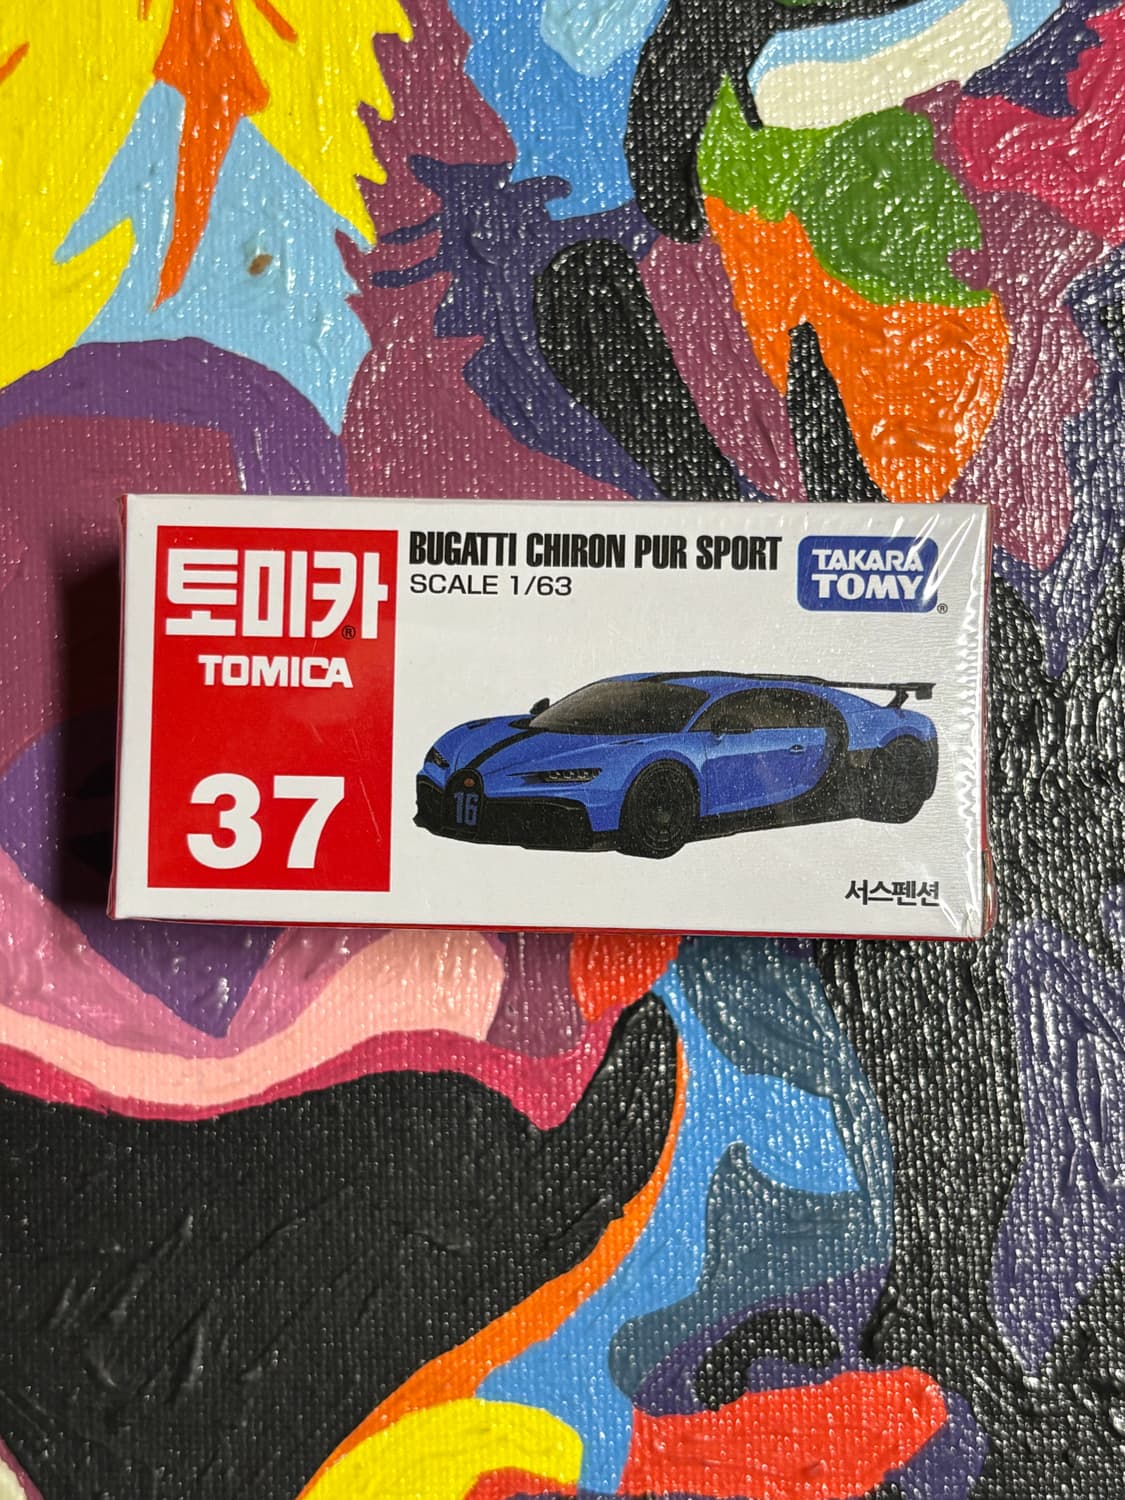 토미카®
TOMICA
37
BUGATTI CHIRON PUR SPORT
SCALE 1/63
TAKARA
TOMY®
16
서스펜션